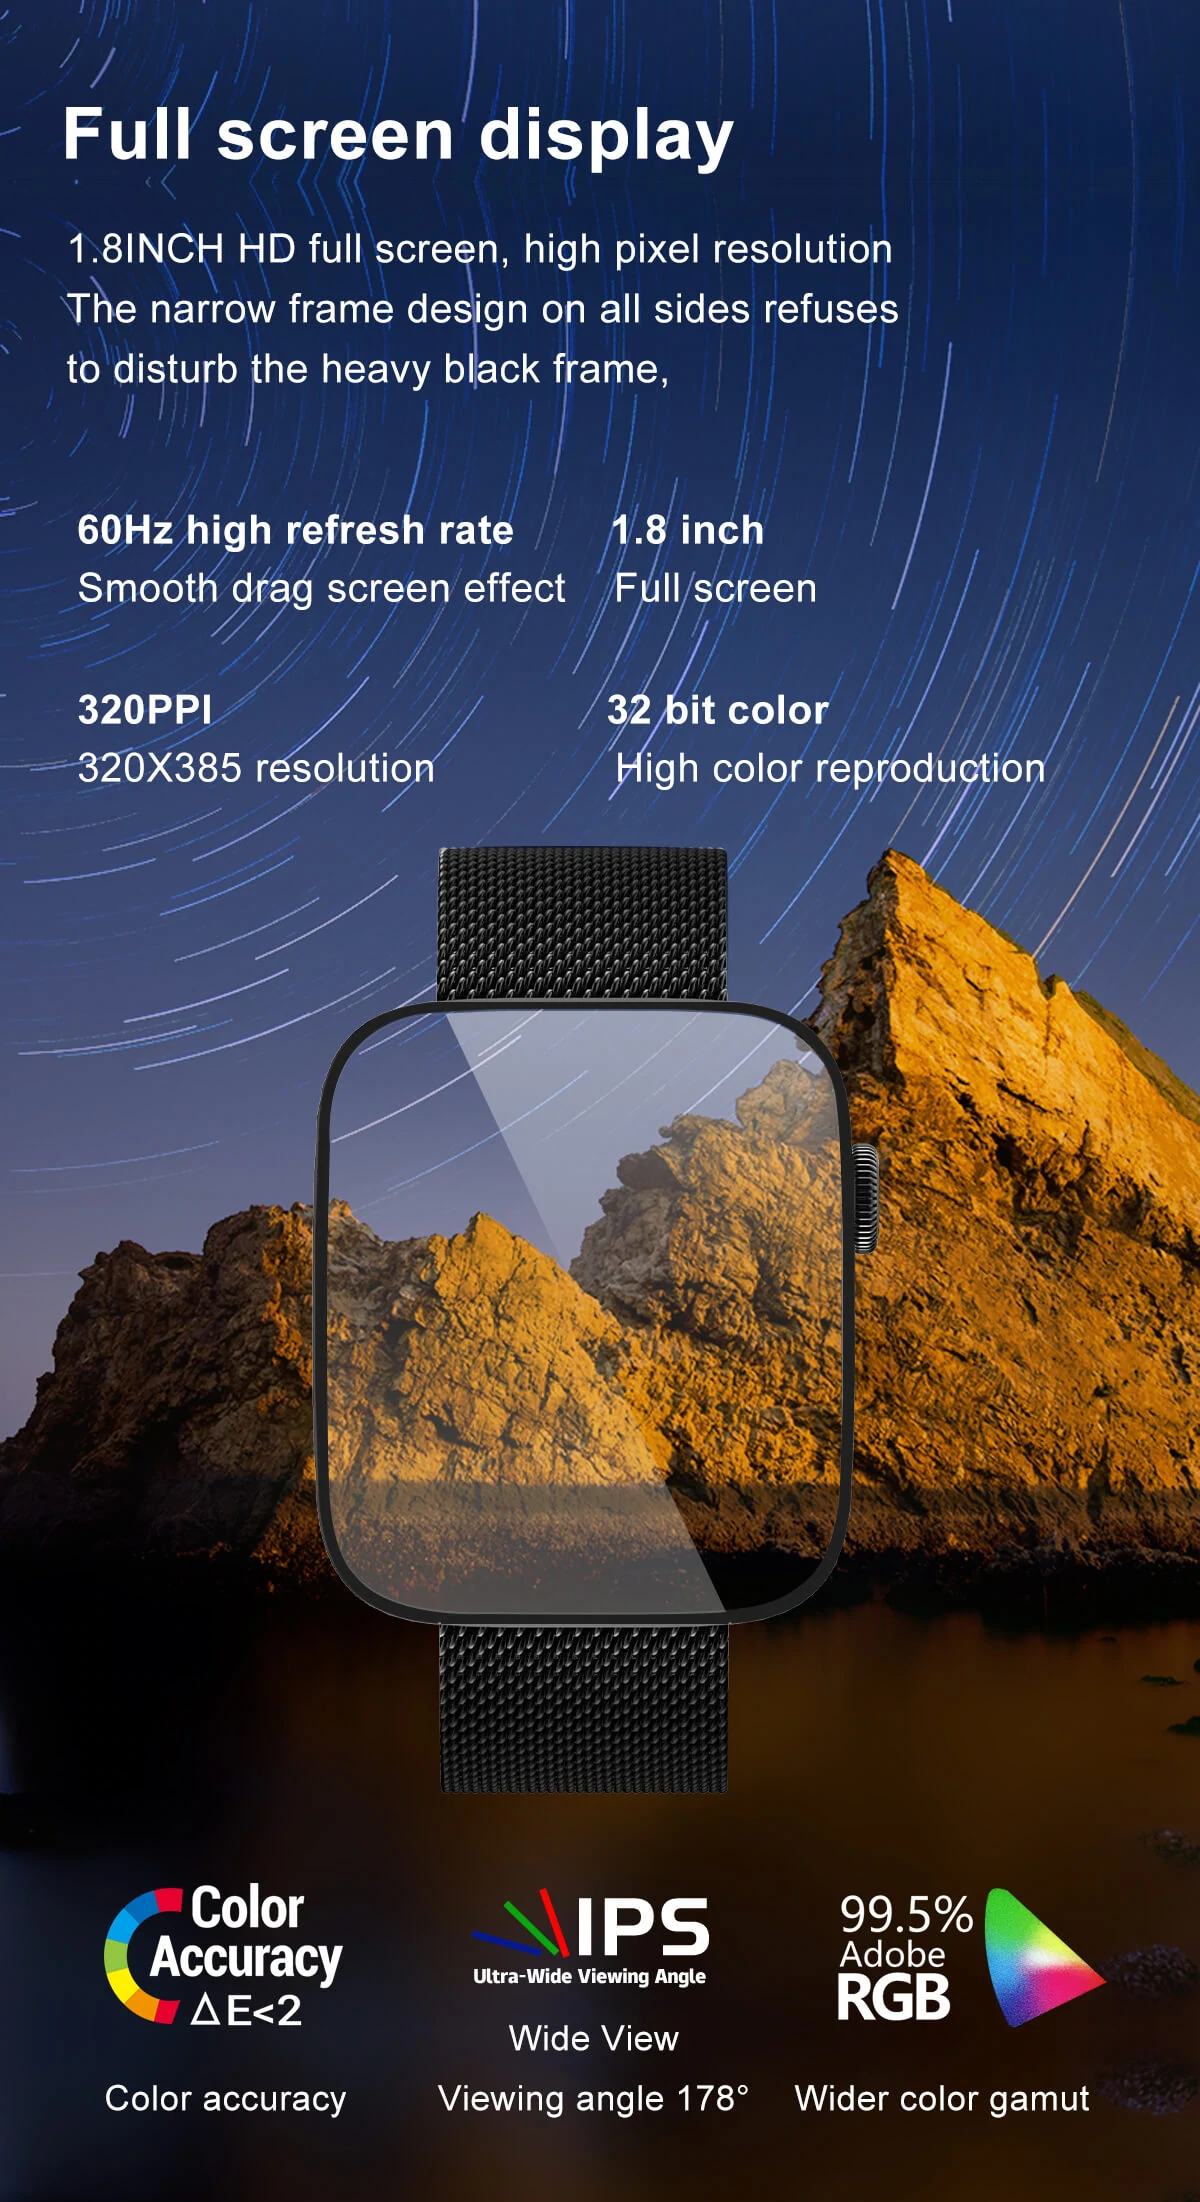 Full screen display
1.8INCH HD full screen, high pixel resolution
The narrow frame design on all sides refuses
to disturb the heavy black frame,
60Hz high refresh rate
Smooth drag screen effect
1.8 inch
Full screen
320PPI
320X385 resolution
32 bit color
High color reproduction
Color
Accuracy
ΔE<2
Color accuracy
IPS
Ultra-Wide Viewing Angle
Wide View
Viewing angle 178°
99.5%
Adobe
RGB
Wider color gamut